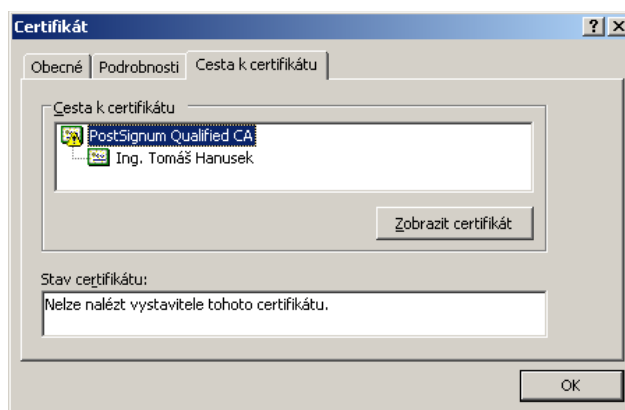 Certifikát
Obecné Podrobnosti Cesta k certifikátu
Cesta k certifikátu
PostSignum Qualified CA
Ing. Tomáš Hanusek
Zobrazit certifikát
Stav certifikátu:
Nelze nalézt vystavitele tohoto certifikátu.
OK